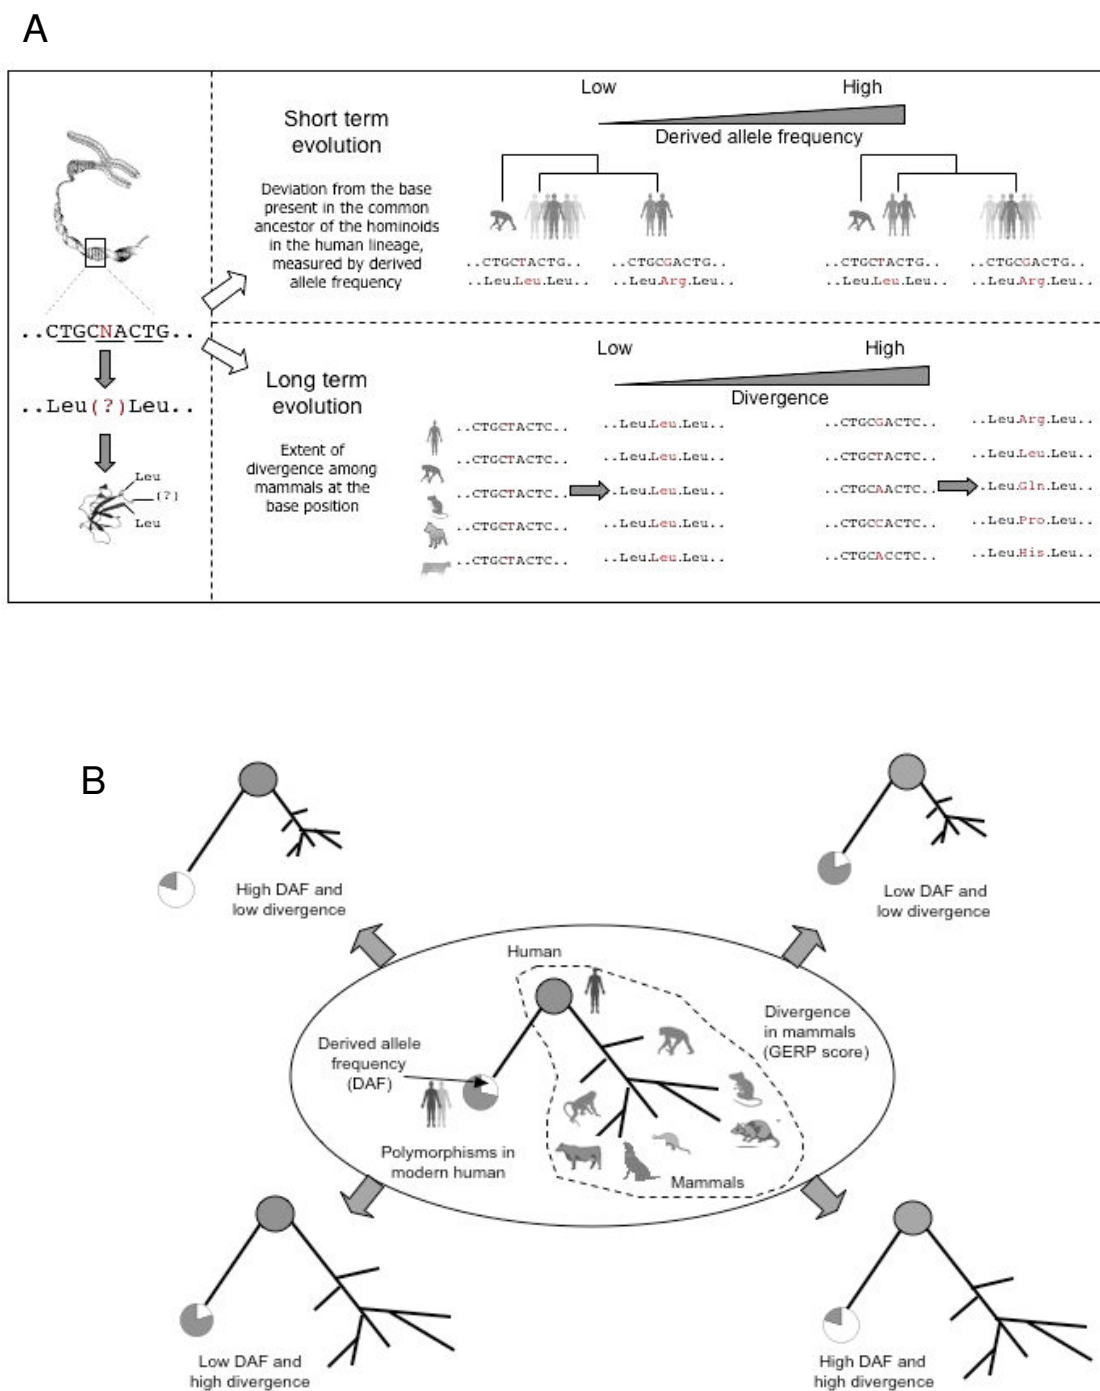 A
Low
High
Derived allele frequency
Short term
evolution
Deviation from the base
present in the common
ancestor of the hominoids
in the human lineage,
measured by derived
allele frequency
..CTGCTACTG.. ..CTGCGACTG.. ..CTGCTACTG.. ..CTGCGACTG..
..Leu.Leu.Leu.. ..Leu.Arg.Leu.. ..Leu.Leu.Leu.. ..Leu.Arg.Leu..
..CTGCNACTG..
..Leu(?)Leu..
Leu
(?)
Leu
Low
High
Divergence
Long term
evolution
Extent of
divergence among
mammals at the
base position
..CTGCTACTC.. ..Leu.Leu.Leu.. ..CTGCGACTC.. ..Leu.Arg.Leu..
..CTGCTACTC.. ..Leu.Leu.Leu.. ..CTGCTACTC.. ..Leu.Leu.Leu..
..CTGCTACTC.. ..Leu.Leu.Leu.. ..CTGCAACTC.. ..Leu.Gln.Leu..
..CTGCTACTC.. ..Leu.Leu.Leu.. ..CTGCCACTC.. ..Leu.Pro.Leu..
..CTGCTACTC.. ..Leu.Leu.Leu.. ..CTGCACCTC.. ..Leu.His.Leu..
B
High DAF and
low divergence
Low DAF and
low divergence
Human
Derived allele
frequency
(DAF)
Divergence
in mammals
(GERP score)
Polymorphisms in
modern human
Mammals
Low DAF and
high divergence
High DAF and
high divergence